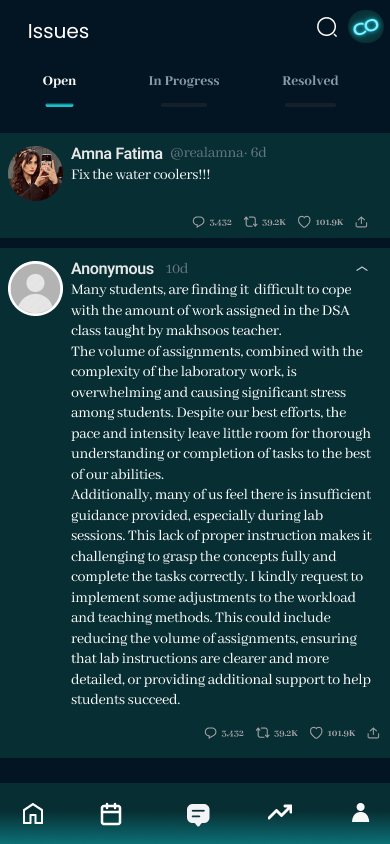 Issues
CO
Open In Progress Resolved
Amna Fatima @realamna· 6d
Fix the water coolers!!!
3,432 39.2K 101.9K
Anonymous 10d
Many students, are finding it difficult to cope
with the amount of work assigned in the DSA
class taught by makhsoos teacher.
The volume of assignments, combined with the
complexity of the laboratory work, is
overwhelming and causing significant stress
among students. Despite our best efforts, the
pace and intensity leave little room for thorough
understanding or completion of tasks to the best
of our abilities.
Additionally, many of us feel there is insufficient
guidance provided, especially during lab
sessions. This lack of proper instruction makes it
challenging to grasp the concepts fully and
complete the tasks correctly. I kindly request to
implement some adjustments to the workload
and teaching methods. This could include
reducing the volume of assignments, ensuring
that lab instructions are clearer and more
detailed, or providing additional support to help
students succeed.
3,432 39.2K 101.9K